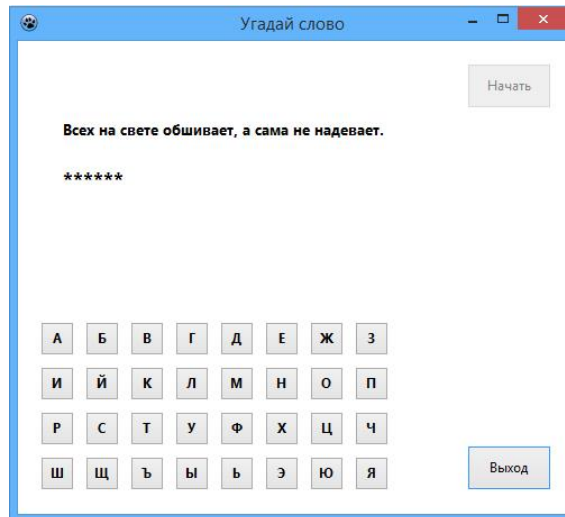 Угадай слово
Начать
Всех на свете обшивает, а сама не надевает.
******
А Б В Г Д Е Ж З
И Й К Л М Н О П
Р С Т У Ф Х Ц Ч
Ш Щ Ъ Ы Ь Э Ю Я
Выход